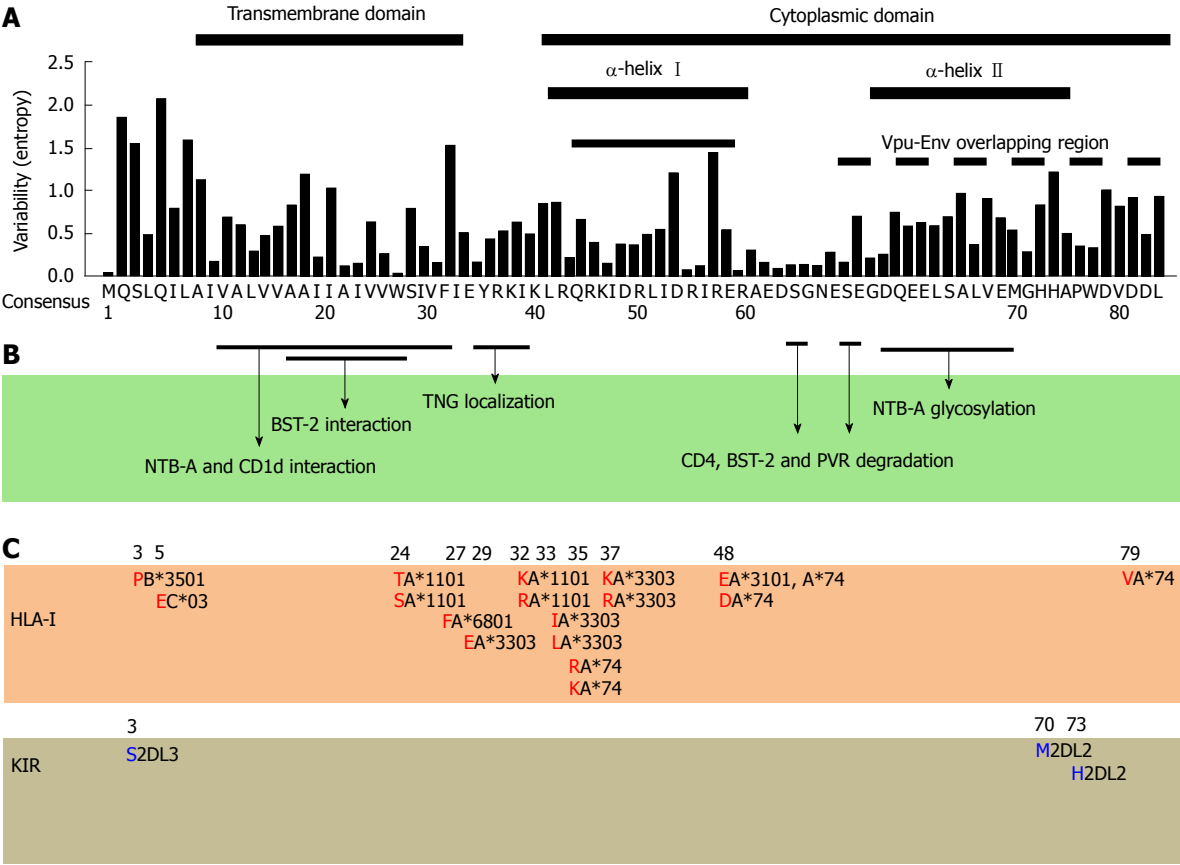 A
Transmembrane domain
Cytoplasmic domain
α-helix Ⅰ
α-helix Ⅱ
Vpu-Env overlapping region
Variability (entropy)
2.5
2.0
1.5
1.0
0.5
0.0
Consensus
MQSLQILAIVALVVAAIIAIVVWSIVFIEYRKIKLRQRKIDRLIDRIRERAEDSGNESEGDQEELSALVEMGHHAPWDVDDL
1 10 20 30 40 50 60 70 80
B
TNG localization
NTB-A glycosylation
BST-2 interaction
NTB-A and CD1d interaction
CD4, BST-2 and PVR degradation
C
3 5 24 27 29 32 33 35 37 48 79
HLA-I
PB*3501 TA*1101 KA*1101 KA*3303 EA*3101, A*74 VA*74
EC*03 SA*1101 RA*1101 RA*3303 DA*74
FA*6801 IA*3303
EA*3303 LA*3303
RA*74
KA*74
3 70 73
KIR
S2DL3 M2DL2
H2DL2